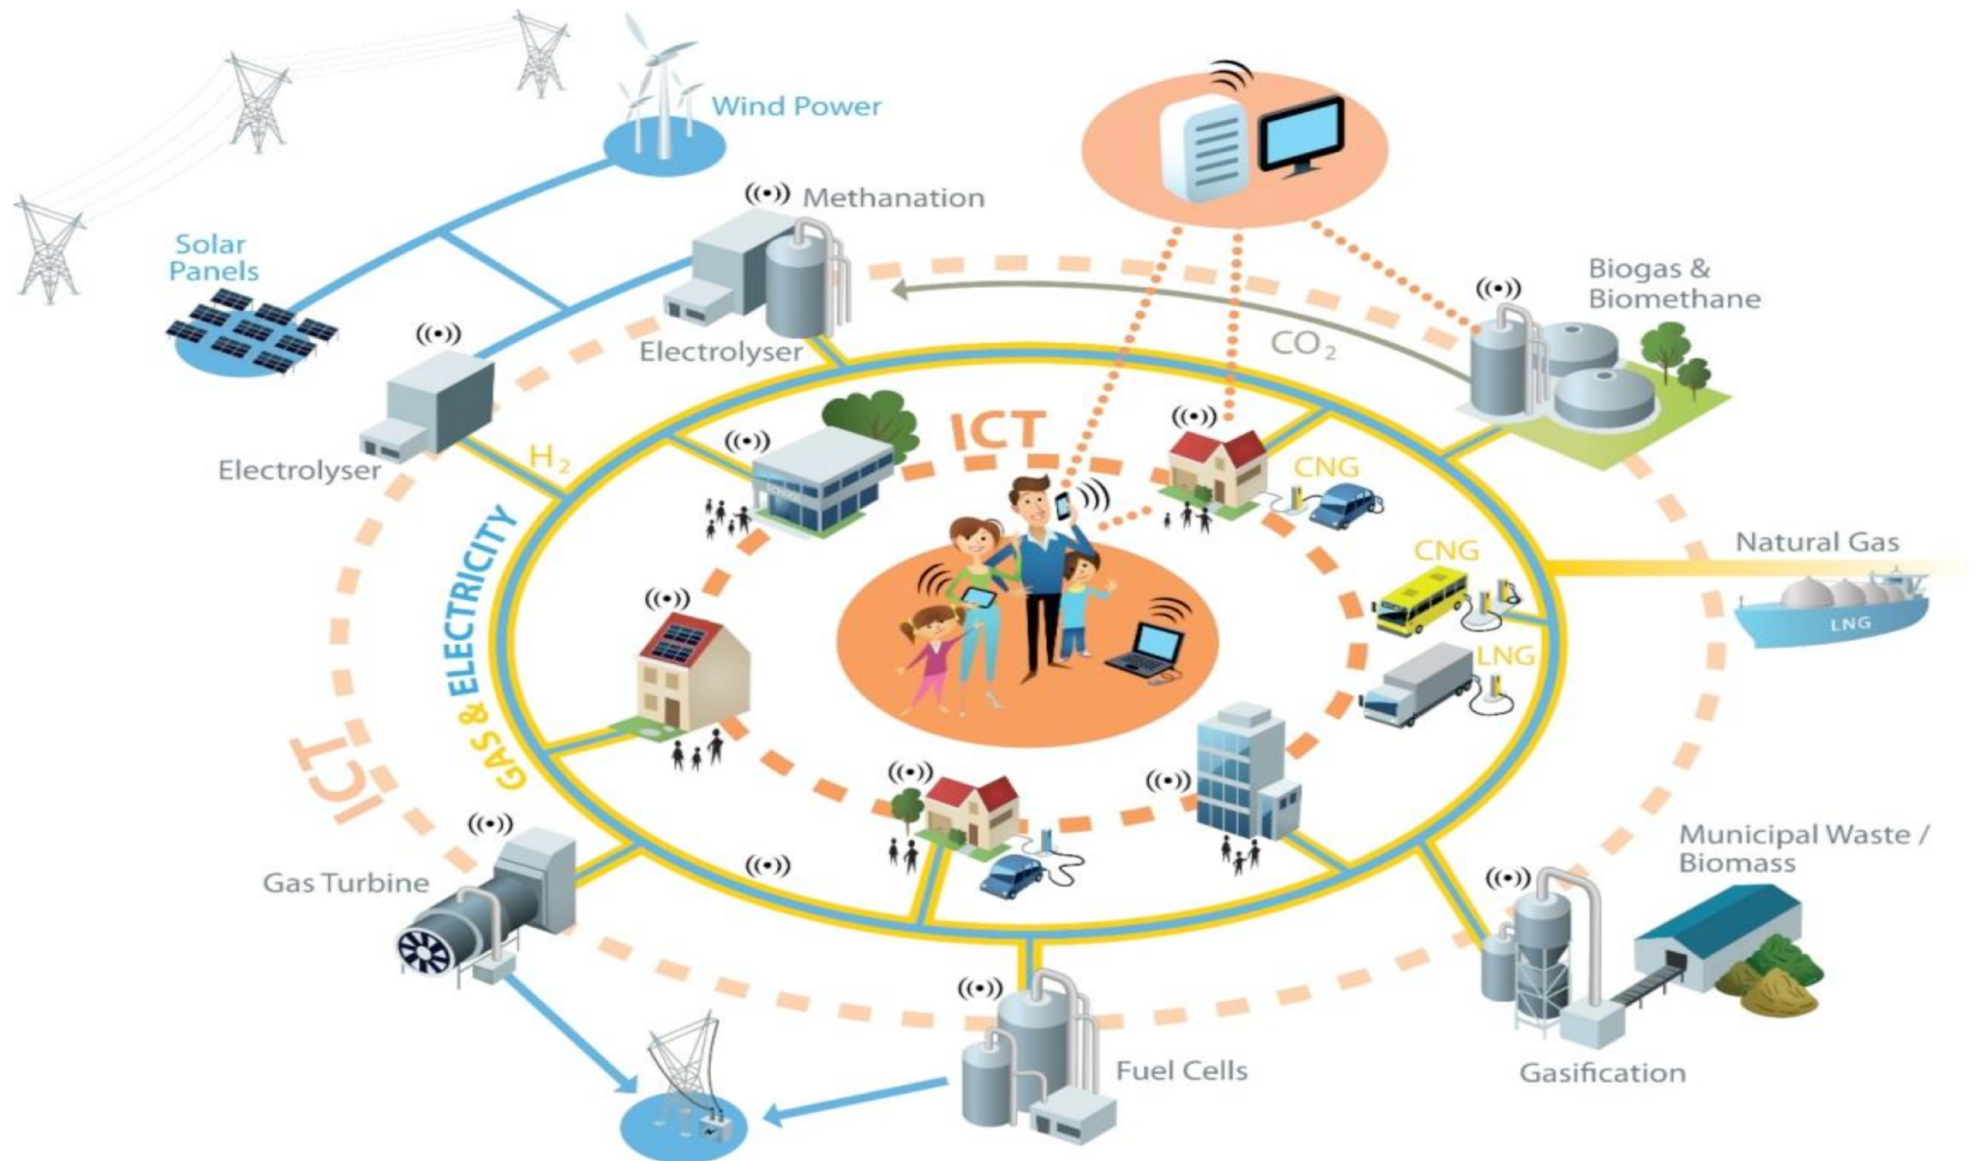 Wind Power
Methanation
Solar
Panels
Biogas &
Biomethane
Electrolyser
CO2
ICT
Electrolyser
H2
CNG
SCHOOL
GAS & ELECTRICITY
CNG
Natural Gas
LNG
LNG
ICT
Municipal Waste /
Biomass
Gas Turbine
Fuel Cells
Gasification